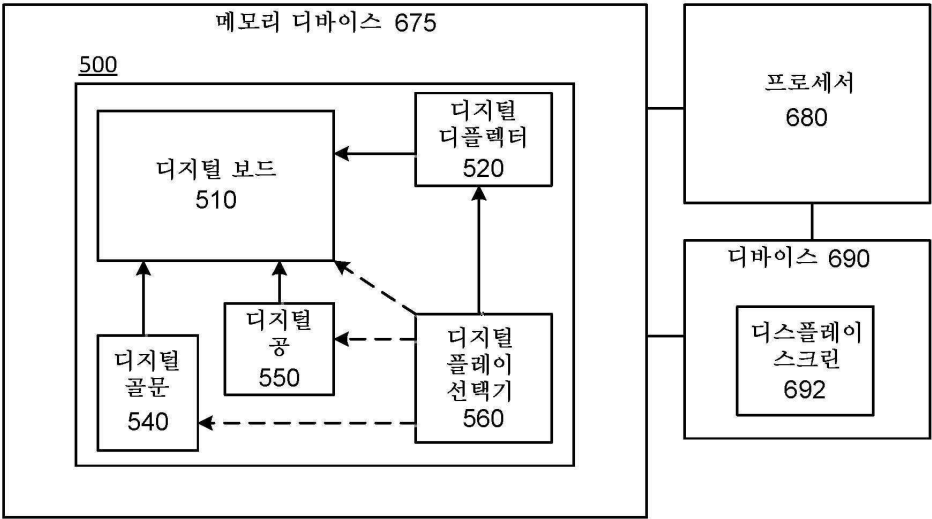 메모리 디바이스 675
500
디지털 보드
510
디지털
디플렉터
520
디지털
골문
540
디지털
공
550
디지털
플레이
선택기
560
프로세서
680
디바이스 690
디스플레이
스크린
692